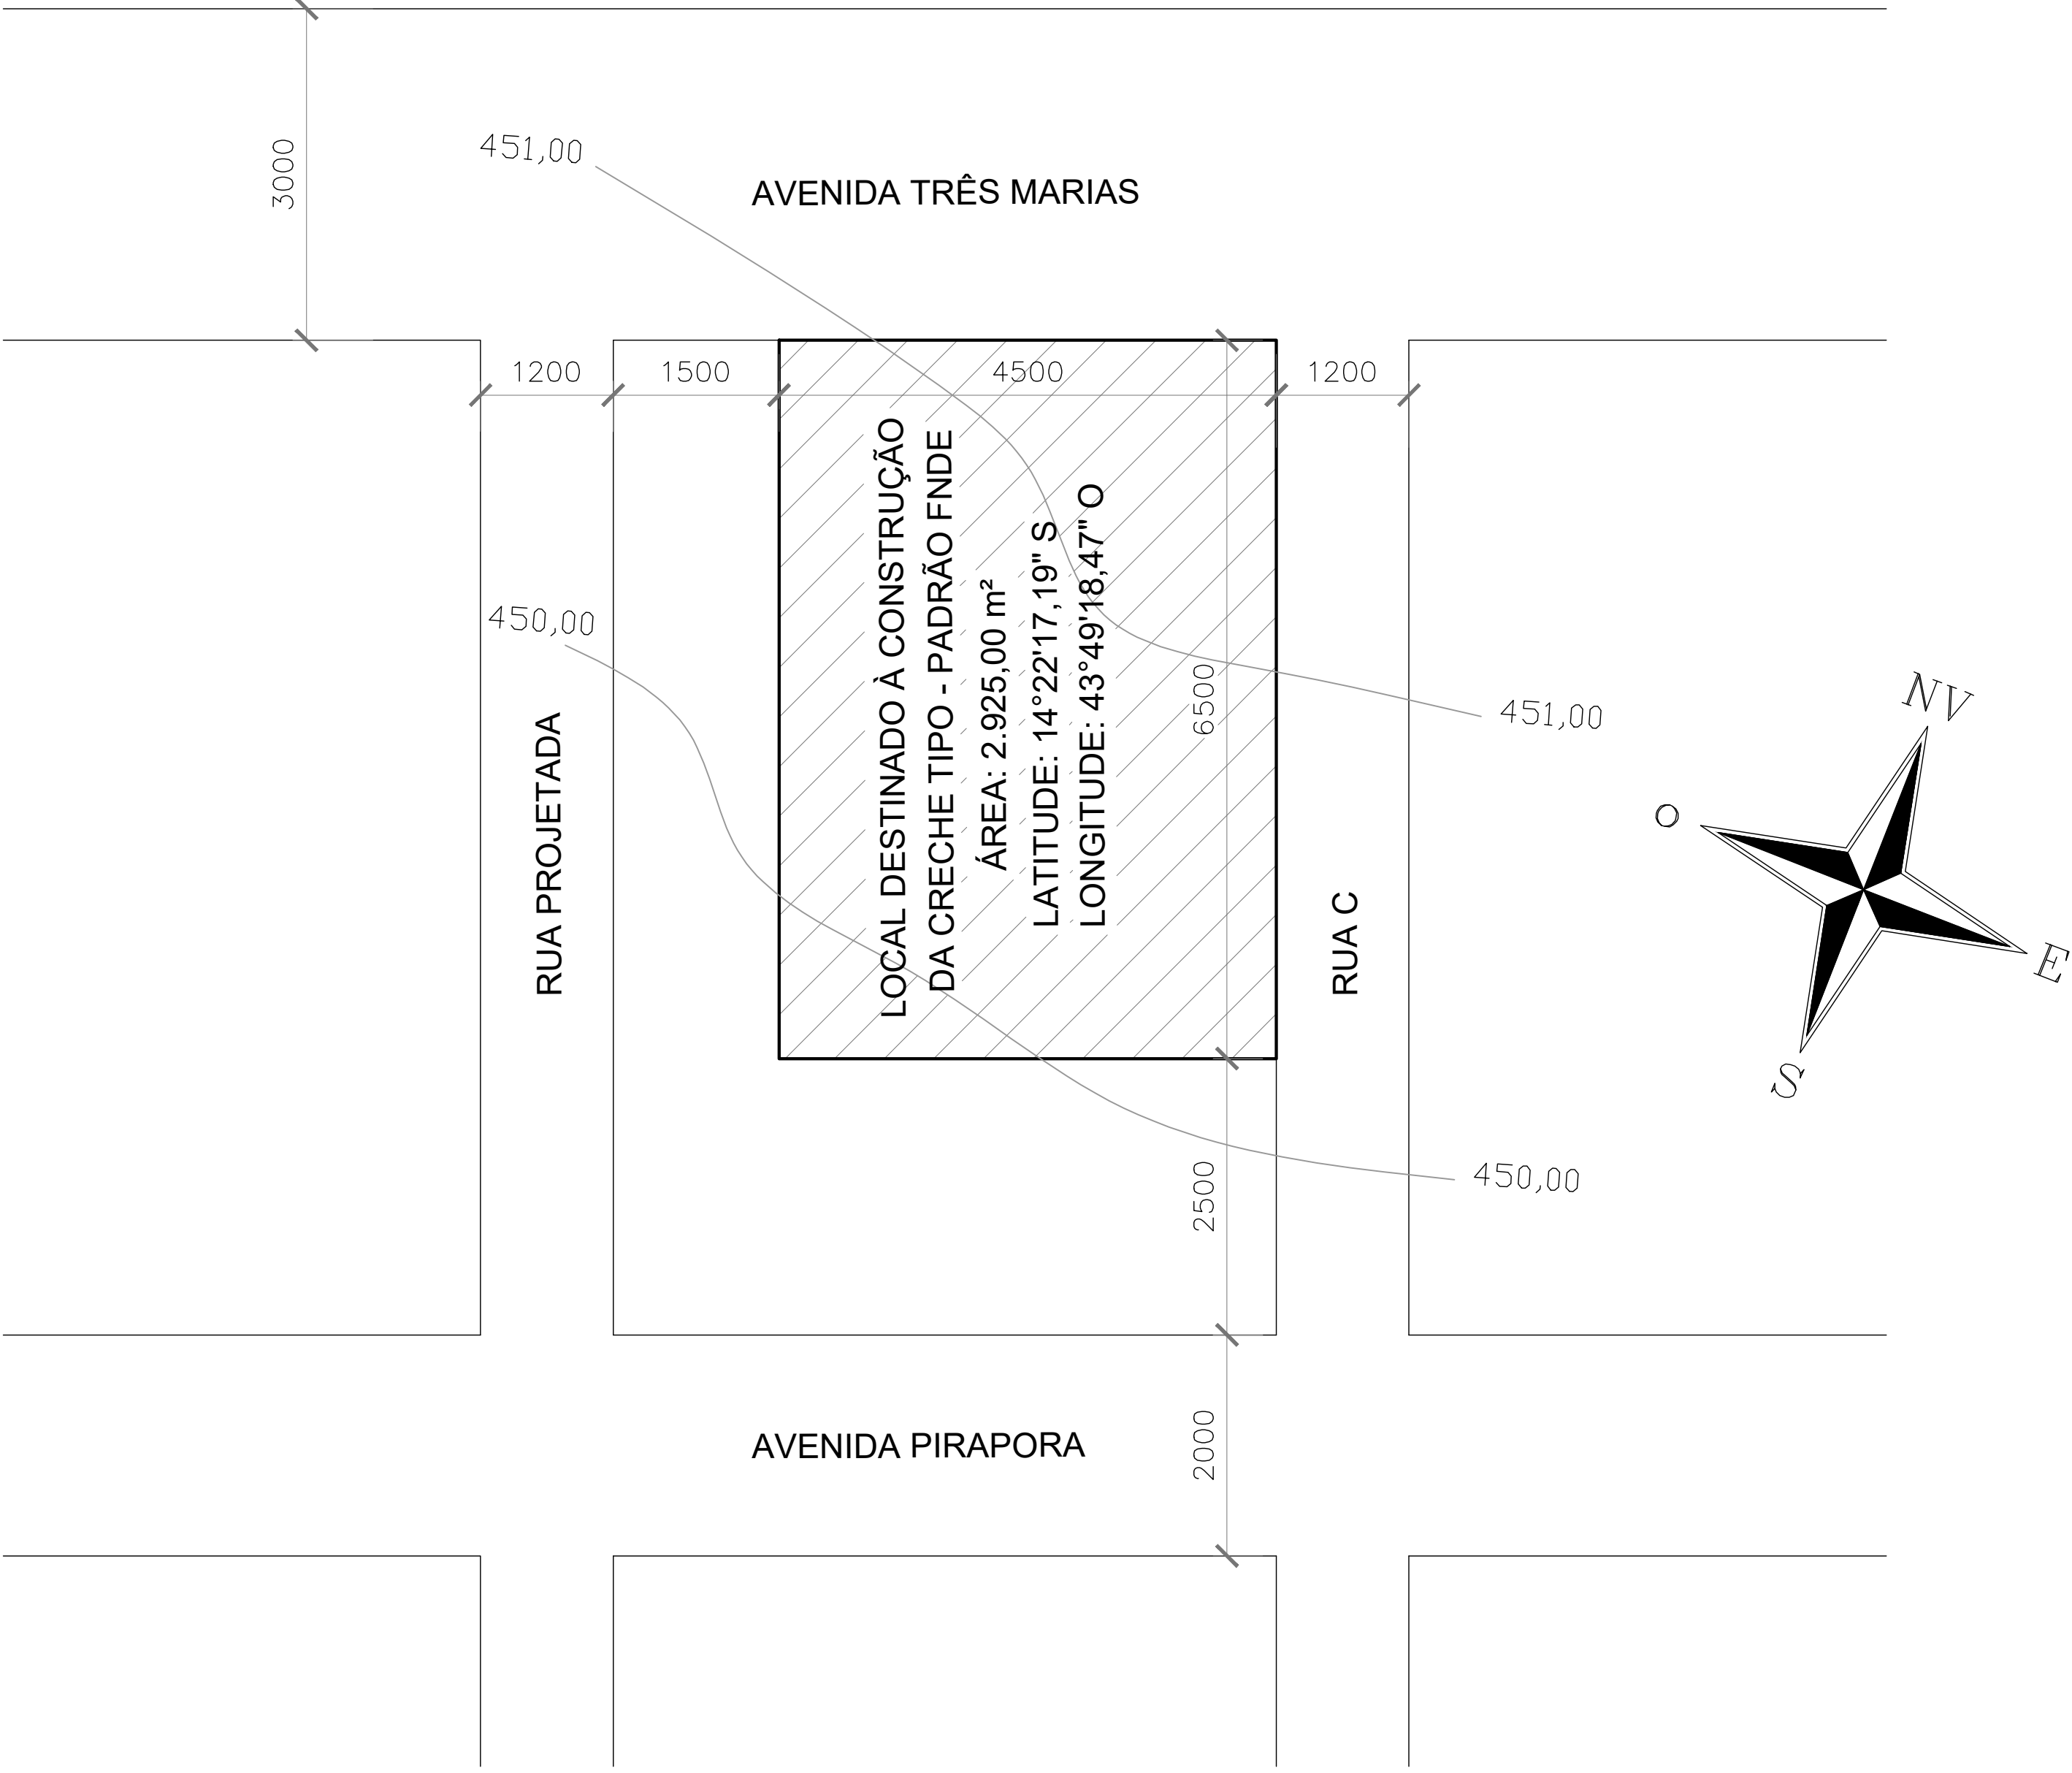 3000
451,00
AVENIDA TRÊS MARIAS
1200
1500
4500
1200
LOCAL DESTINADO À CONSTRUÇÃO
DA CRECHE TIPO - PADRÃO FNDE
ÁREA: 2.925,00 m²
LATITUDE: 14°22'17,19" S
LONGITUDE: 43°49'18,47" O
6500
450,00
RUA PROJETADA
RUA C
451,00
NV
O
E
S
450,00
2500
AVENIDA PIRAPORA
2000